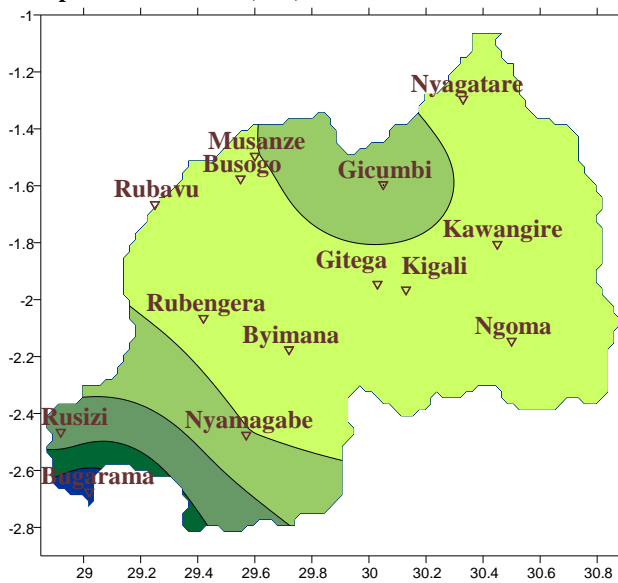 -1
-1.2
Nyagatare
-1.4
Musanze
Busogo
Gicumbi
-1.6
Rubavu
-1.8
Kawangire
Gitega
Kigali
-2
Rubengera
Byimana
Ngoma
-2.2
-2.4
Rusizi
Nyamagabe
-2.6
Bugarama
-2.8
29 29.2 29.4 29.6 29.8 30 30.2 30.4 30.6 30.8